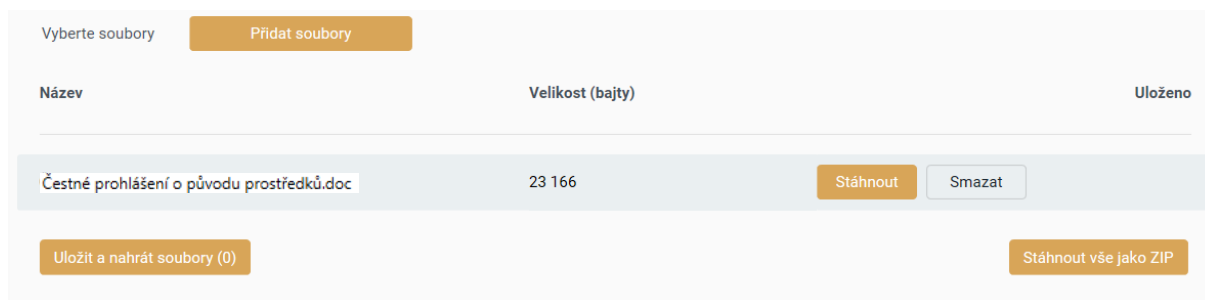 Vyberte soubory Přidat soubory
Název Velikost (bajty) Uloženo
Čestné prohlášení o původu prostředků.doc 23 166 Stáhnout Smazat
Uložit a nahrát soubory (0) Stáhnout vše jako ZIP